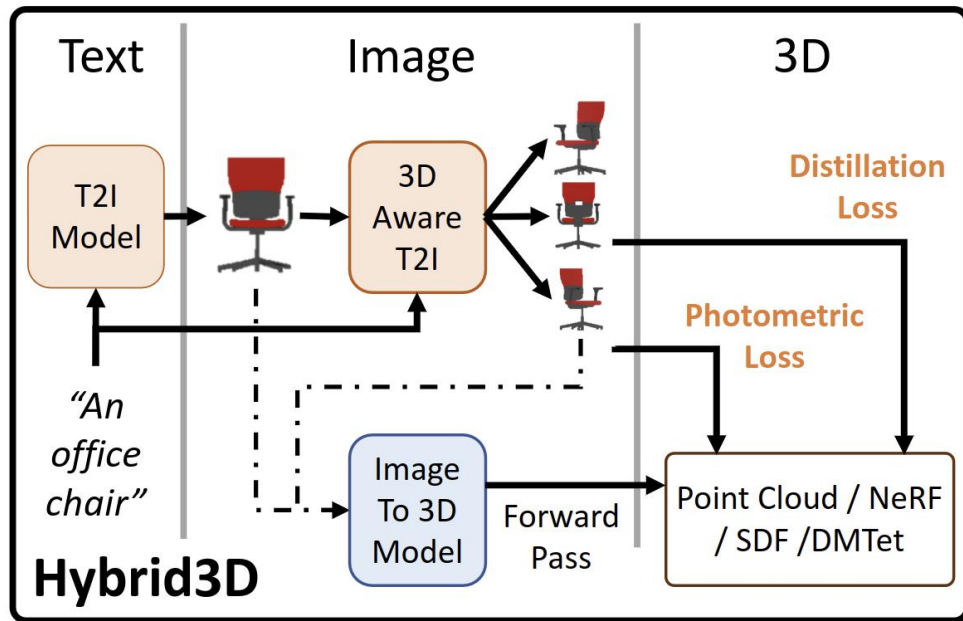 Text
Image
3D
T2I
Model
3D
Aware
T2I
Distillation
Loss
Photometric
Loss
“An
office
chair”
Image
To 3D
Model
Forward
Pass
Point Cloud / NeRF
/ SDF /DMTet
Hybrid3D